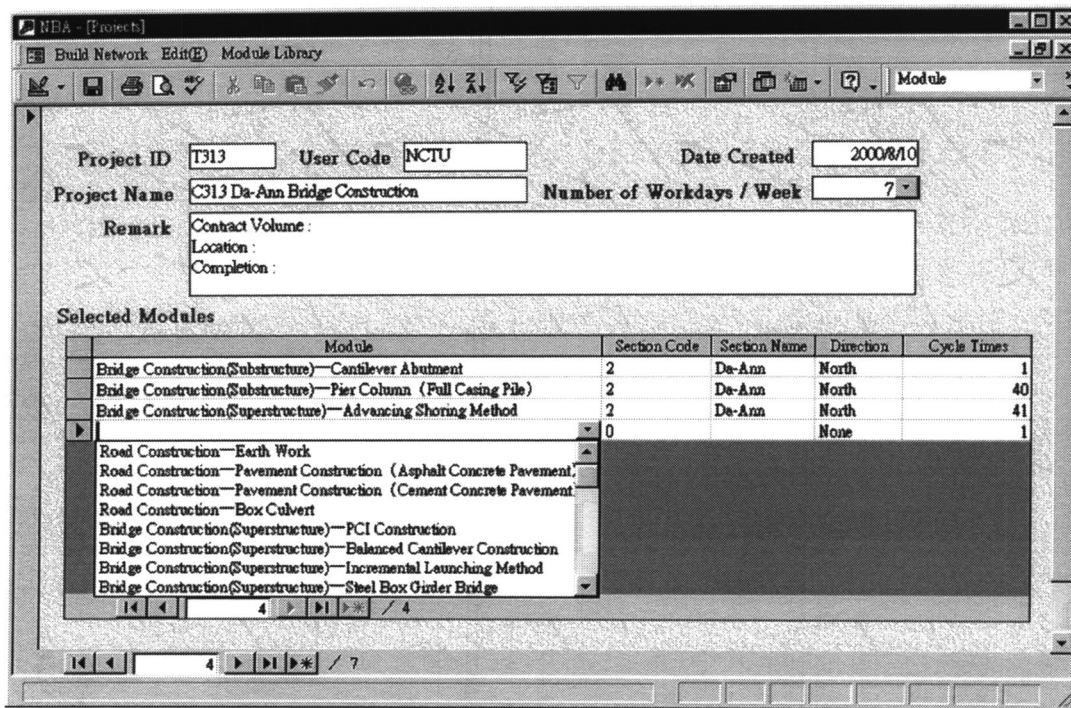 NBA - [Projects]
Build Network Edit(E) Module Library
Module
Project ID T313 User Code NCTU Date Created 2000/8/10
Project Name C313 Da-Ann Bridge Construction Number of Workdays / Week 7
Remark Contract Volume :
Location :
Completion :
Selected Modules
Module Section Code Section Name Direction Cycle Times
Bridge Construction(Substructure)—Cantilever Abutment 2 Da-Ann North 1
Bridge Construction(Substructure)—Pier Column (Full Casing Pile) 2 Da-Ann North 40
Bridge Construction(Superstructure)—Advancing Shoring Method 2 Da-Ann North 41
0 None 1
Road Construction—Earth Work
Road Construction—Pavement Construction (Asphalt Concrete Pavement)
Road Construction—Pavement Construction (Cement Concrete Pavement)
Road Construction—Box Culvert
Bridge Construction(Superstructure)—PCI Construction
Bridge Construction(Superstructure)—Balanced Cantilever Construction
Bridge Construction(Superstructure)—Incremental Launching Method
Bridge Construction(Superstructure)—Steel Box Girder Bridge
4 / 4
4 / 7